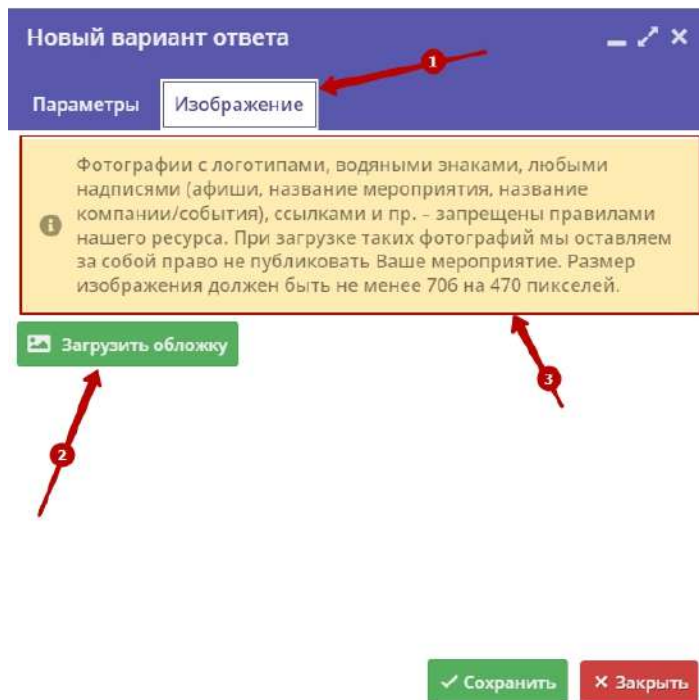 Новый вариант ответа
1
Параметры Изображение
Фотографии с логотипами, водяными знаками, любыми
надписями (афиши, название мероприятия, название
компании/события), ссылками и пр. – запрещены правилами
нашего ресурса. При загрузке таких фотографий мы оставляем
за собой право не публиковать Ваше мероприятие. Размер
изображения должен быть не менее 706 на 470 пикселей.
Загрузить обложку
3
2
Сохранить Закрыть